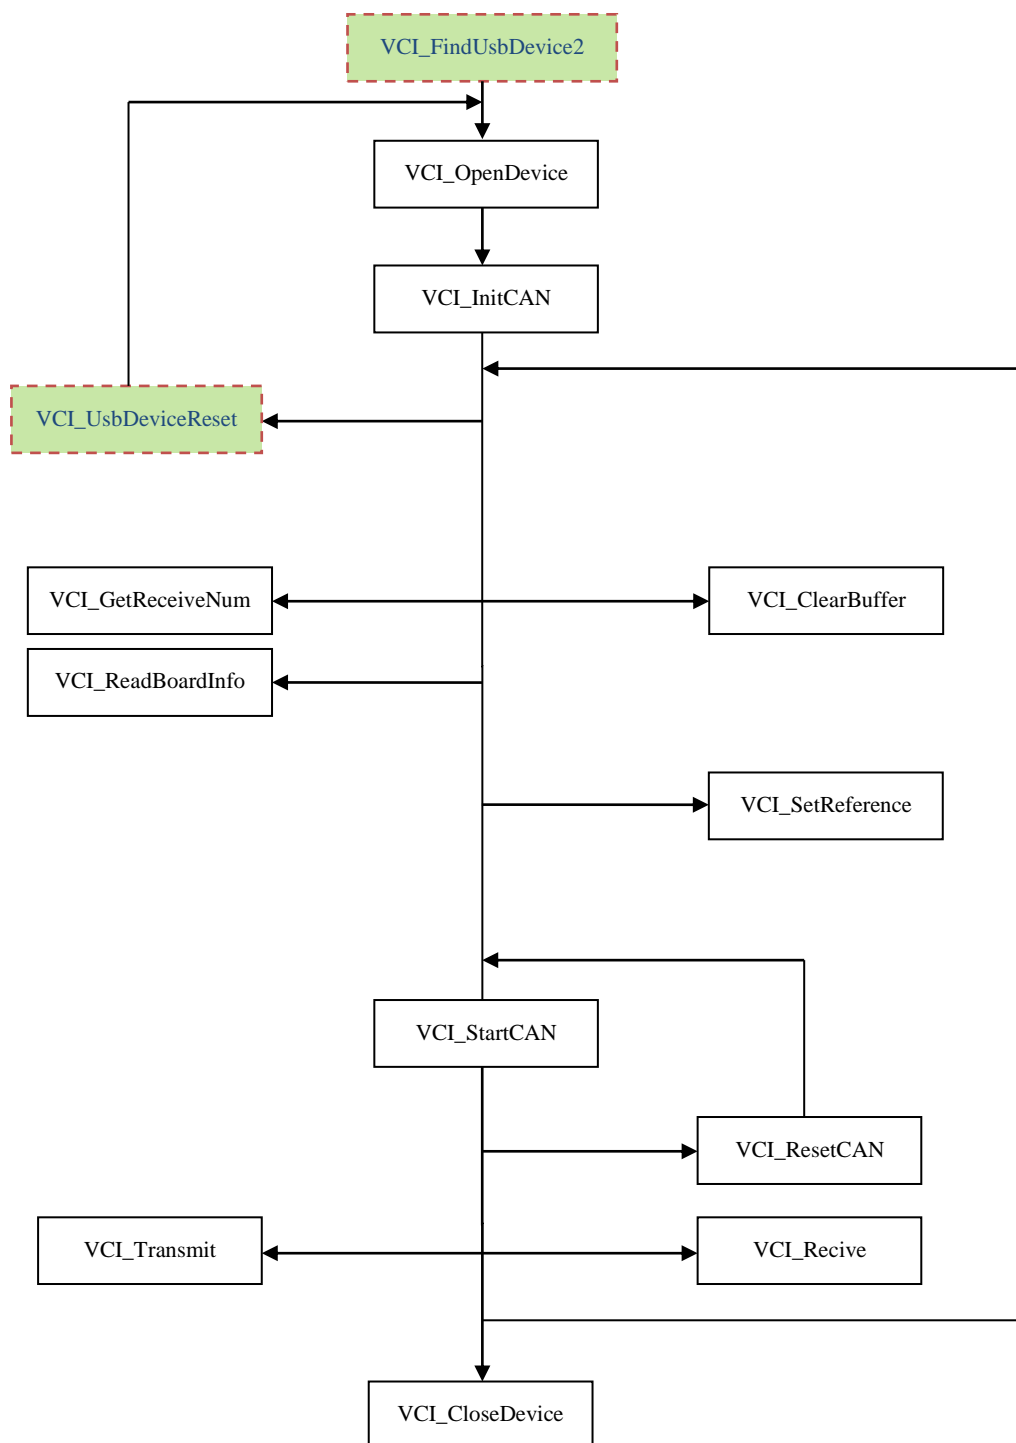 VCI_FindUsbDevice2
VCI_OpenDevice
VCI_InitCAN
VCI_UsbDeviceReset
VCI_GetReceiveNum
VCI_ClearBuffer
VCI_ReadBoardInfo
VCI_SetReference
VCI_StartCAN
VCI_ResetCAN
VCI_Transmit
VCI_Recive
VCI_CloseDevice